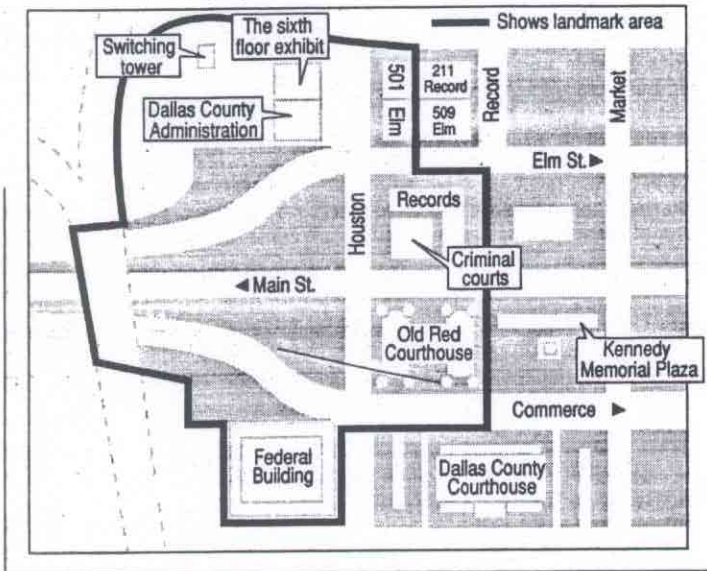 Shows landmark area
The sixth
floor exhibit
Switching
tower
Dallas County
Administration
501
Elm
211
Record
509
Elm
Record
Market
Elm St.
Houston
Records
Criminal
courts
Main St.
Old Red
Courthouse
Kennedy
Memorial Plaza
Commerce
Federal
Building
Dallas County
Courthouse